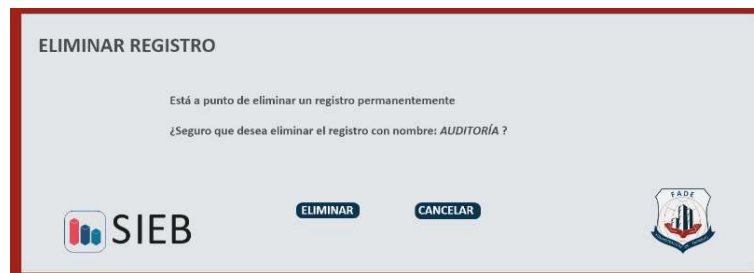 ELIMINAR REGISTRO
Está a punto de eliminar un registro permanentemente
¿Seguro que desea eliminar el registro con nombre: AUDITORÍA ?
ELIMINAR
CANCELAR
SIEB
FADE